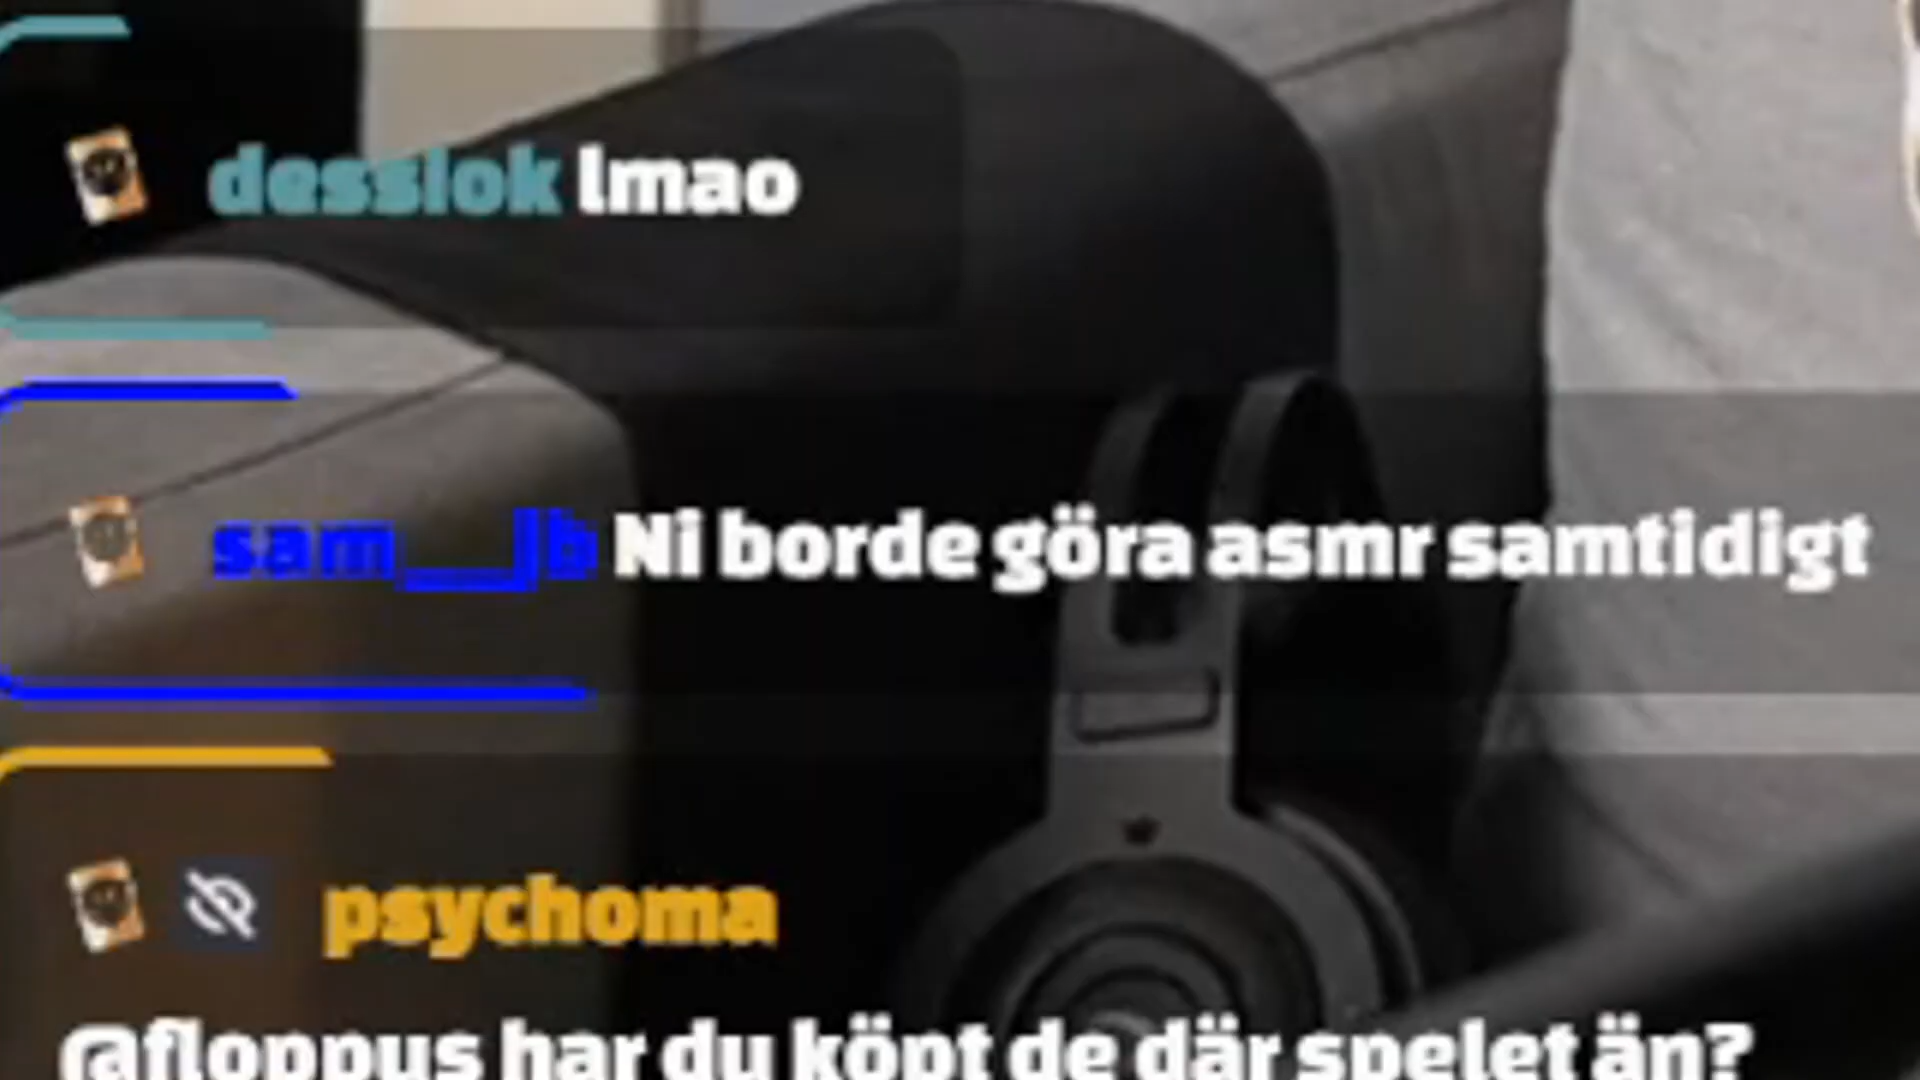 desslok lmao
sam__jb Ni borde göra asmr samtidigt
psychoma
@floppus har du köpt de där spelet än?